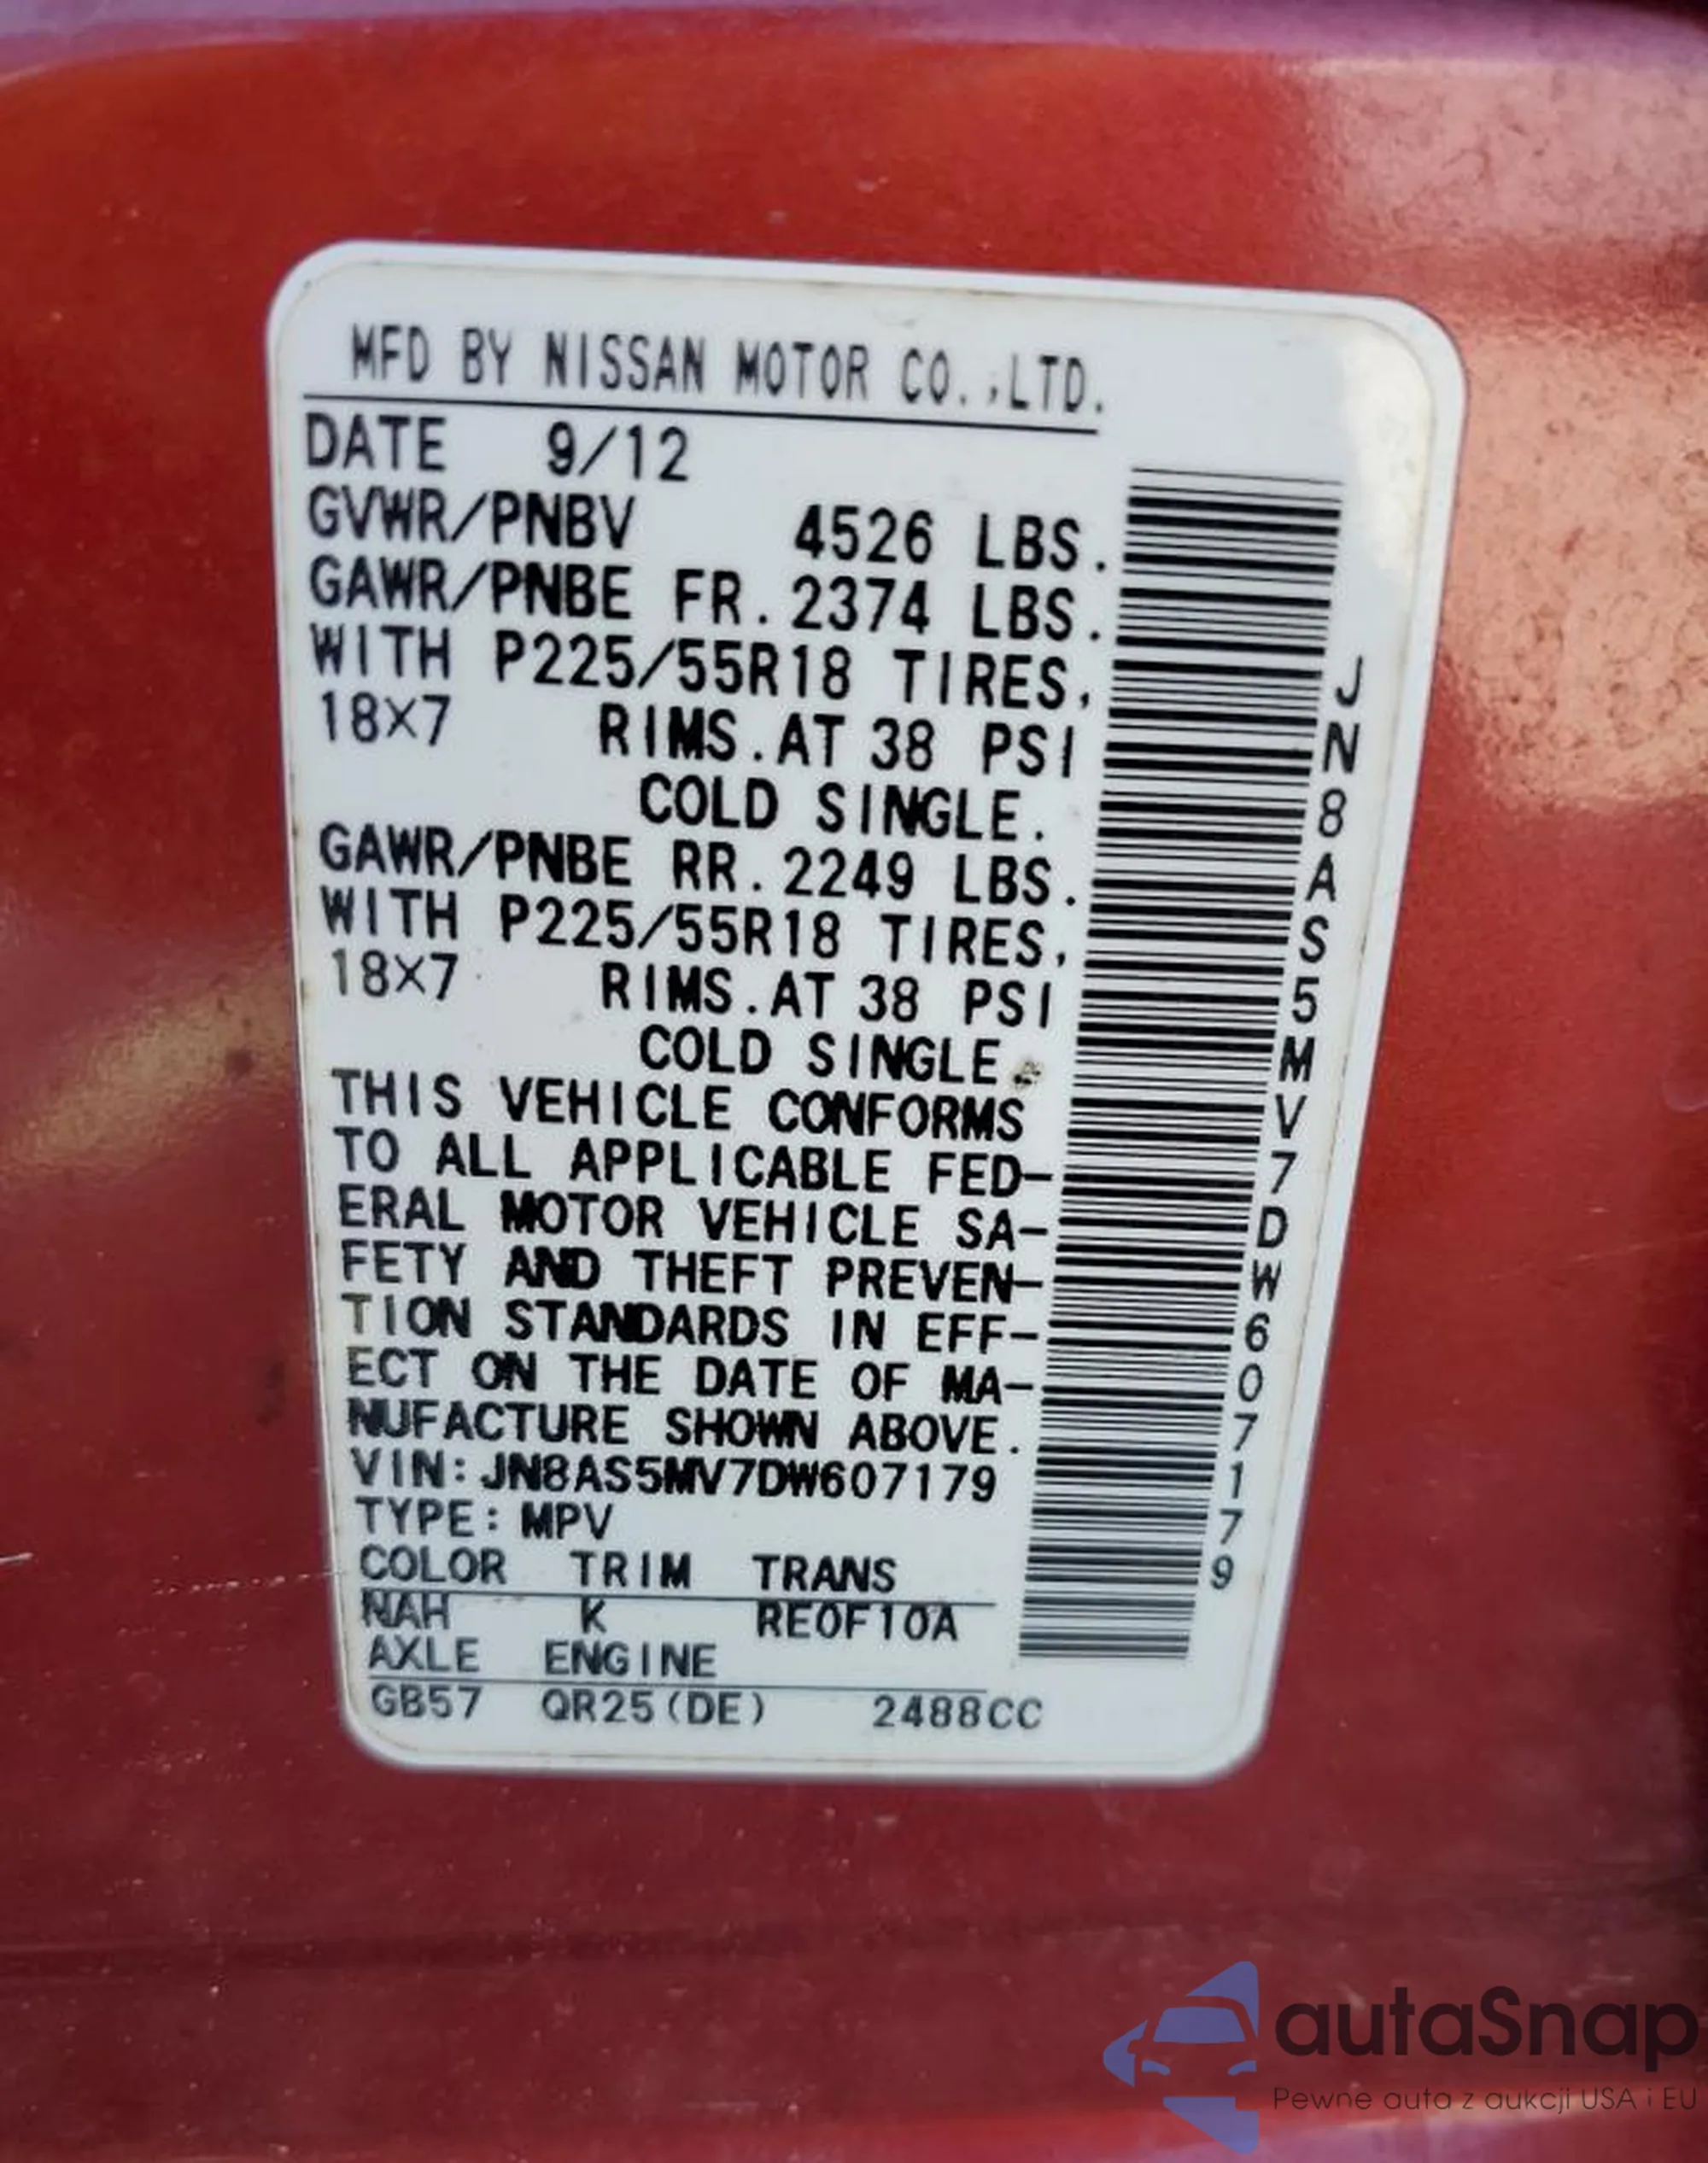 MFD BY NISSAN MOTOR CO.,LTD.
DATE 9/12
GVWR/PNBV 4526 LBS.
GAWR/PNBE FR. 2374 LBS.
WITH P225/55R18 TIRES,
18X7 RIMS.AT 38 PSI
COLD SINGLE.
GAWR/PNBE RR. 2249 LBS.
WITH P225/55R18 TIRES,
18X7 RIMS.AT 38 PSI
COLD SINGLE.
THIS VEHICLE CONFORMS
TO ALL APPLICABLE FED-
ERAL MOTOR VEHICLE SA-
FETY AND THEFT PREVEN-
TION STANDARDS IN EFF-
ECT ON THE DATE OF MA-
NUFACTURE SHOWN ABOVE.
VIN:JN8AS5MV7DW607179
TYPE:MPV
COLOR TRIM TRANS
NAH K RE0F10A
AXLE ENGINE
GB57 QR25(DE) 2488CC
JN8AS5MV7DW607179
autaSnap
Pewne auta z aukcji USA i EU